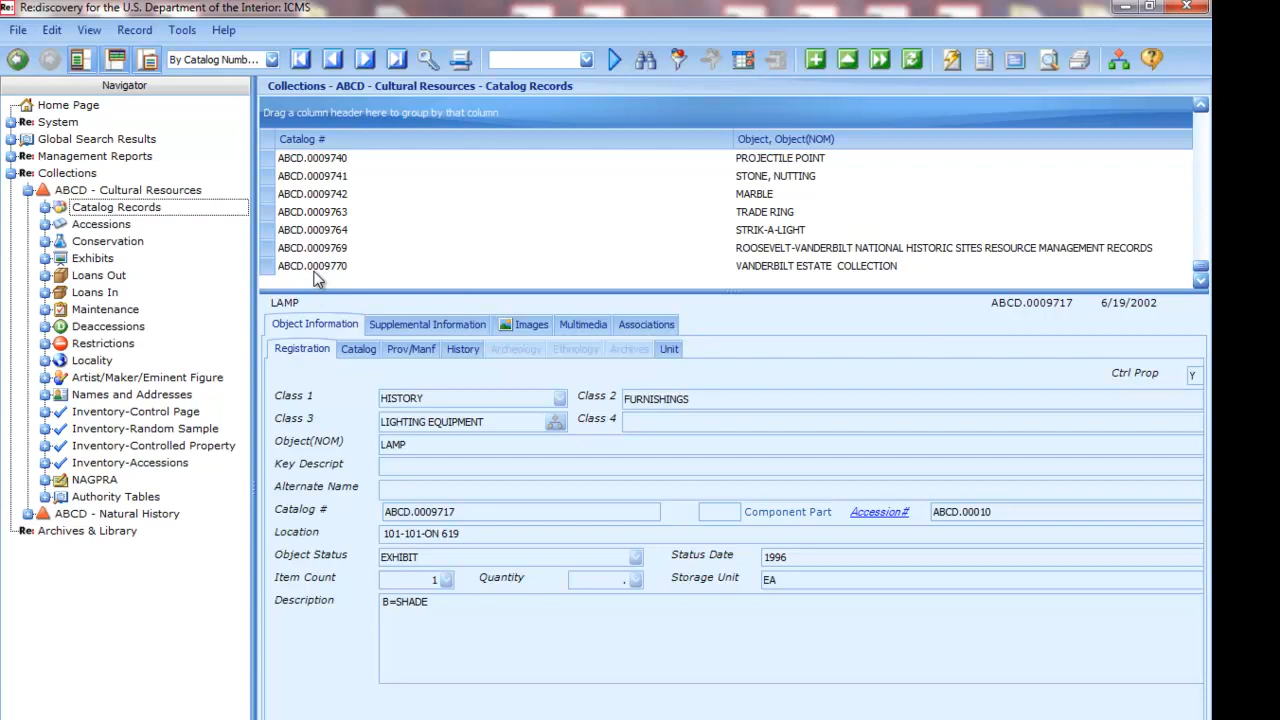 Re: Re:discovery for the U.S. Department of the Interior: ICMS
File Edit View Record Tools Help
By Catalog Numb...
Navigator
Home Page
Re: System
Global Search Results
Re: Management Reports
Re: Collections
ABCD - Cultural Resources
Catalog Records
Accessions
Conservation
Exhibits
Loans Out
Loans In
Maintenance
Deaccessions
Restrictions
Locality
Artist/Maker/Eminent Figure
Names and Addresses
Inventory-Control Page
Inventory-Random Sample
Inventory-Controlled Property
Inventory-Accessions
NAGPRA
Authority Tables
ABCD - Natural History
Re: Archives & Library
Collections - ABCD - Cultural Resources - Catalog Records
Drag a column header here to group by that column
Catalog # Object, Object(NOM)
ABCD.0009740 PROJECTILE POINT
ABCD.0009741 STONE, NUTTING
ABCD.0009742 MARBLE
ABCD.0009763 TRADE RING
ABCD.0009764 STRIK-A-LIGHT
ABCD.0009769 ROOSEVELT-VANDERBILT NATIONAL HISTORIC SITES RESOURCE MANAGEMENT RECORDS
ABCD.0009770 VANDERBILT ESTATE COLLECTION
LAMP ABCD.0009717 6/19/2002
Object Information Supplemental Information Images Multimedia Associations
Registration Catalog Prov/Manf History Archeology Ethnology Archives Unit
Ctrl Prop Y
Class 1 HISTORY Class 2 FURNISHINGS
Class 3 LIGHTING EQUIPMENT Class 4
Object(NOM) LAMP
Key Descript
Alternate Name
Catalog # ABCD.0009717 Component Part Accession# ABCD.00010
Location 101-101-ON 619
Object Status EXHIBIT Status Date 1996
Item Count 1 Quantity . Storage Unit EA
Description B=SHADE